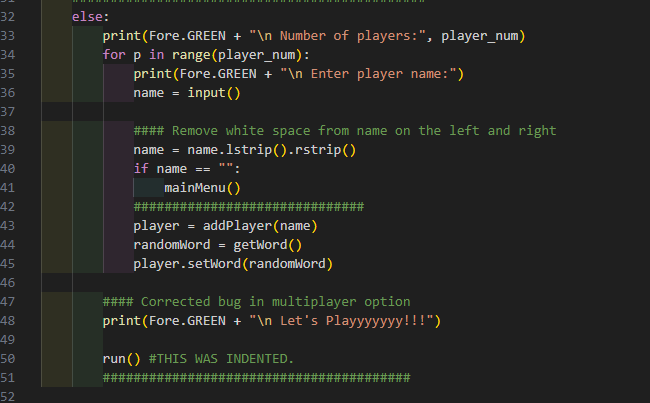 32 else:
33 print(Fore.GREEN + "\n Number of players:", player_num)
34 for p in range(player_num):
35 print(Fore.GREEN + "\n Enter player name:")
36 name = input()
37
38 #### Remove white space from name on the left and right
39 name = name.lstrip().rstrip()
40 if name == "":
41 mainMenu()
42 ##############################
43 player = addPlayer(name)
44 randomWord = getWord()
45 player.setWord(randomWord)
46
47 #### Corrected bug in multiplayer option
48 print(Fore.GREEN + "\n Let's Playyyyyyy!!!")
49
50 run() #THIS WAS INDENTED.
51 ########################################
52